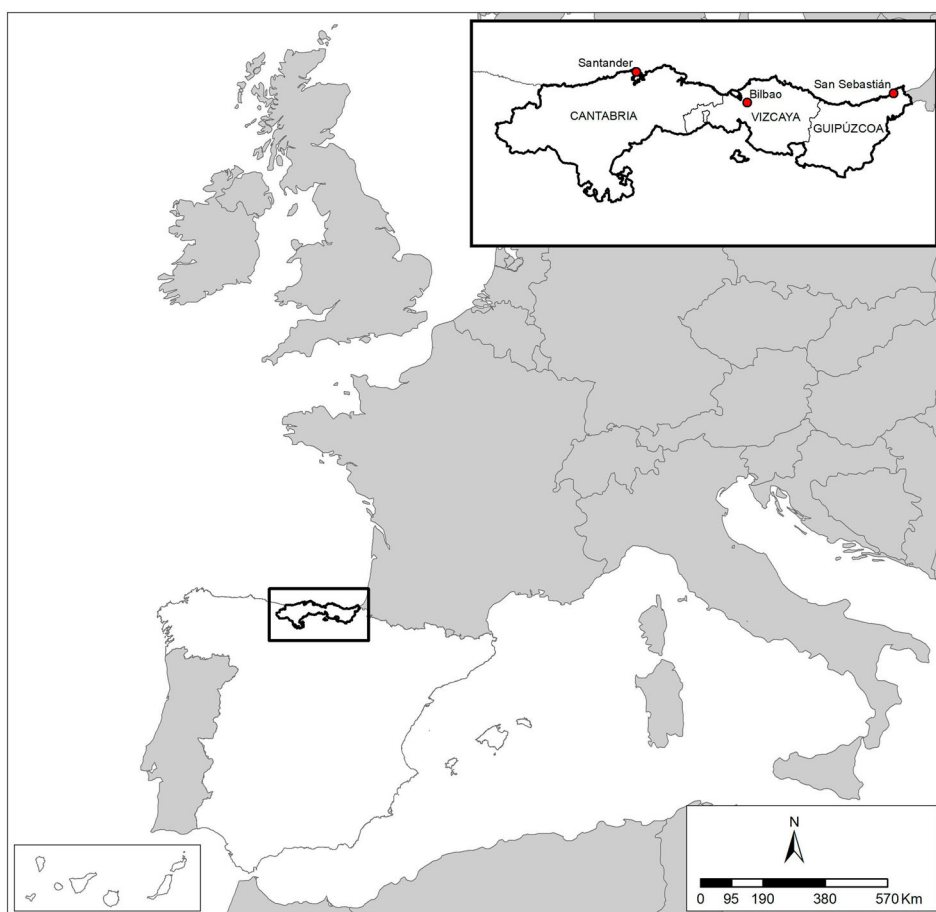 Santander
San Sebastián
Bilbao
CANTABRIA
VIZCAYA
GUIPÚZCOA
N
0 95 190 380 570 Km